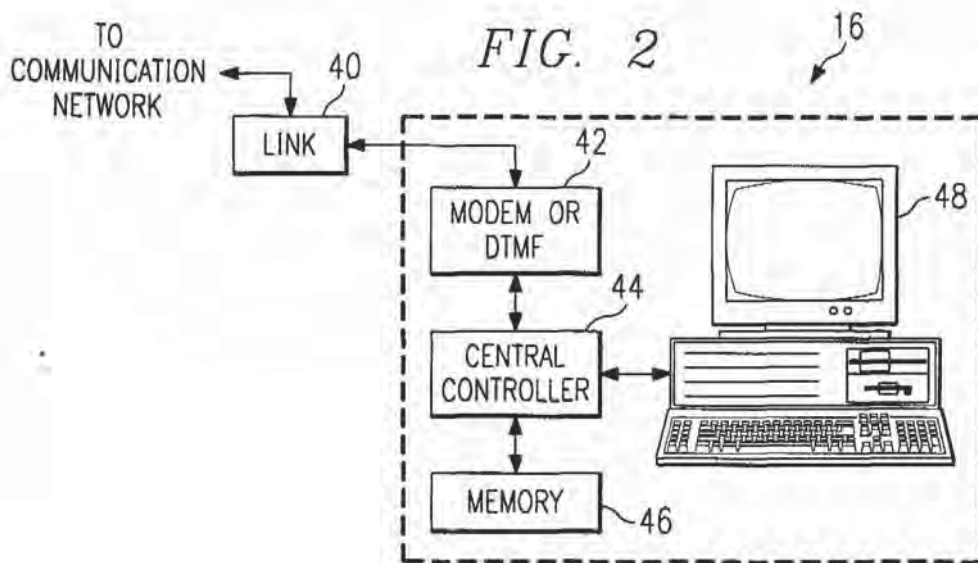 TO
COMMUNICATION
NETWORK
40
LINK
FIG. 2
16
42
MODEM OR
DTMF
44
CENTRAL
CONTROLLER
MEMORY
46
48